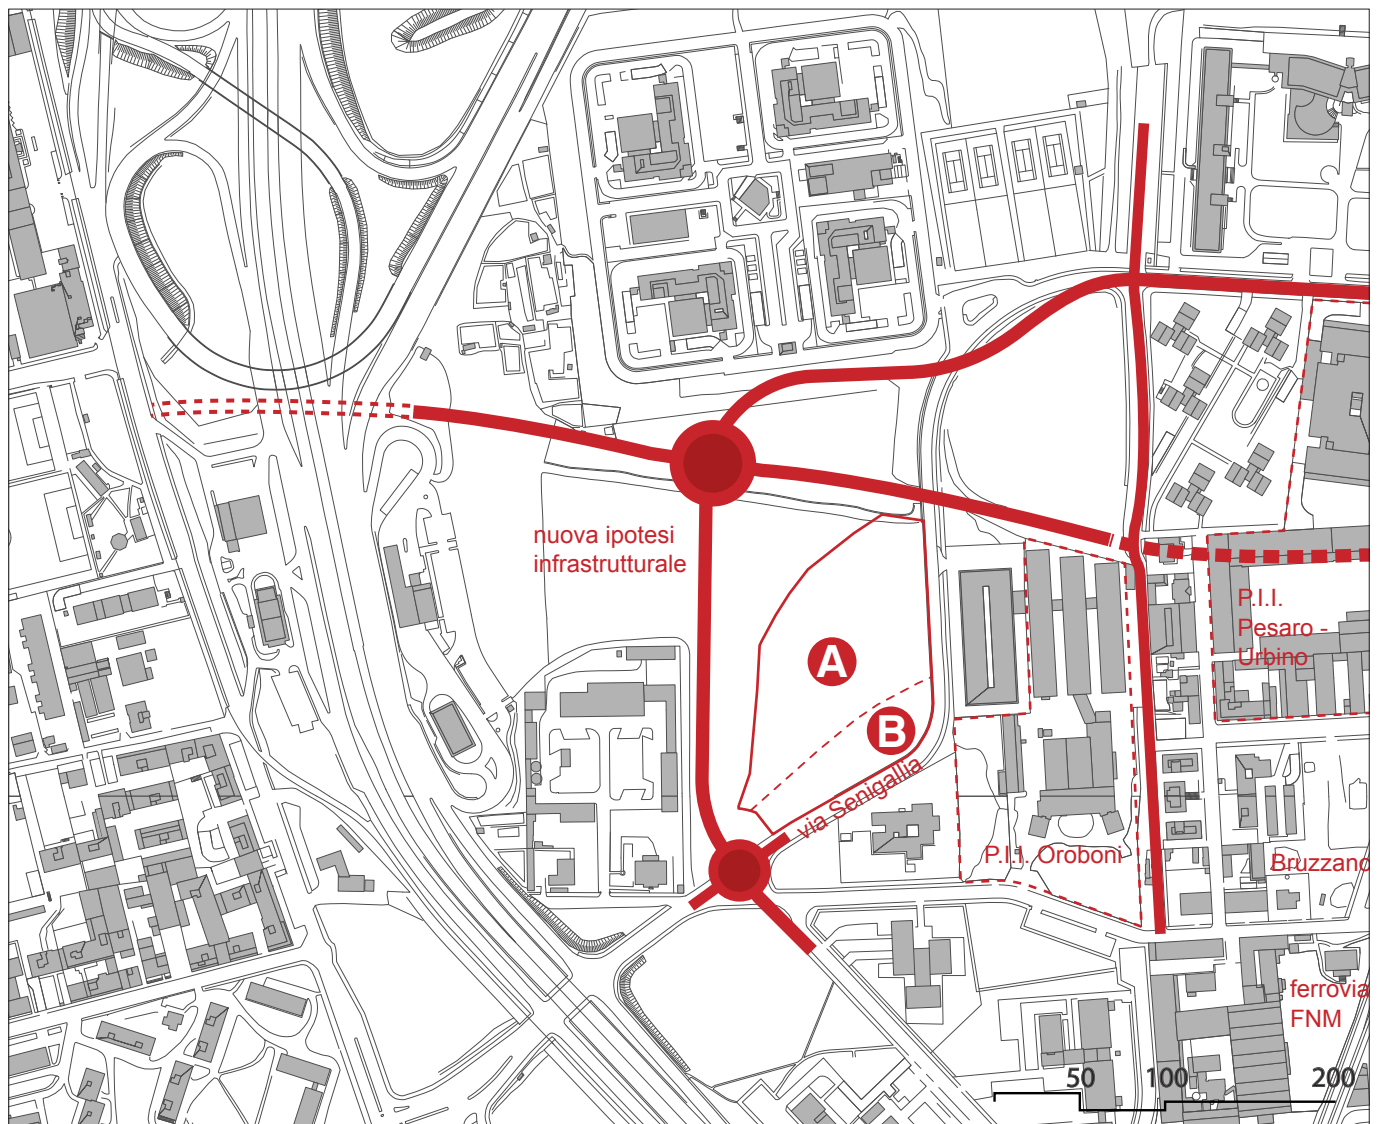 nuova ipotesi
infrastrutturale
A
B
via Senigallia
P.I.I.
Pesaro -
Urbino
P.I.I. Oroboni
Bruzzano
ferrovia
FNM
50 100 200